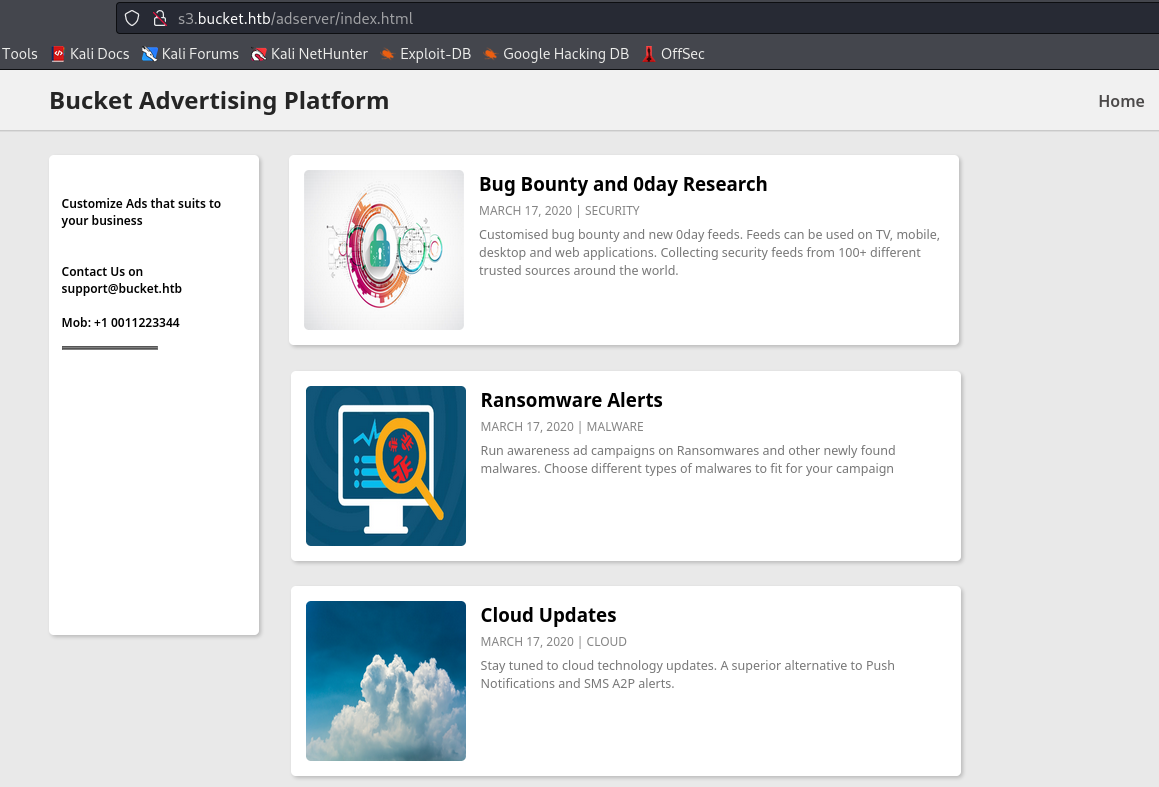 s3.bucket.htb/adserver/index.html
Tools Kali Docs Kali Forums Kali NetHunter Exploit-DB Google Hacking DB OffSec
Bucket Advertising Platform
Home
Customize Ads that suits to
your business
Contact Us on
support@bucket.htb
Mob: +1 0011223344
Bug Bounty and 0day Research
MARCH 17, 2020 | SECURITY
Customised bug bounty and new 0day feeds. Feeds can be used on TV, mobile,
desktop and web applications. Collecting security feeds from 100+ different
trusted sources around the world.
Ransomware Alerts
MARCH 17, 2020 | MALWARE
Run awareness ad campaigns on Ransomwares and other newly found
malwares. Choose different types of malwares to fit for your campaign
Cloud Updates
MARCH 17, 2020 | CLOUD
Stay tuned to cloud technology updates. A superior alternative to Push
Notifications and SMS A2P alerts.